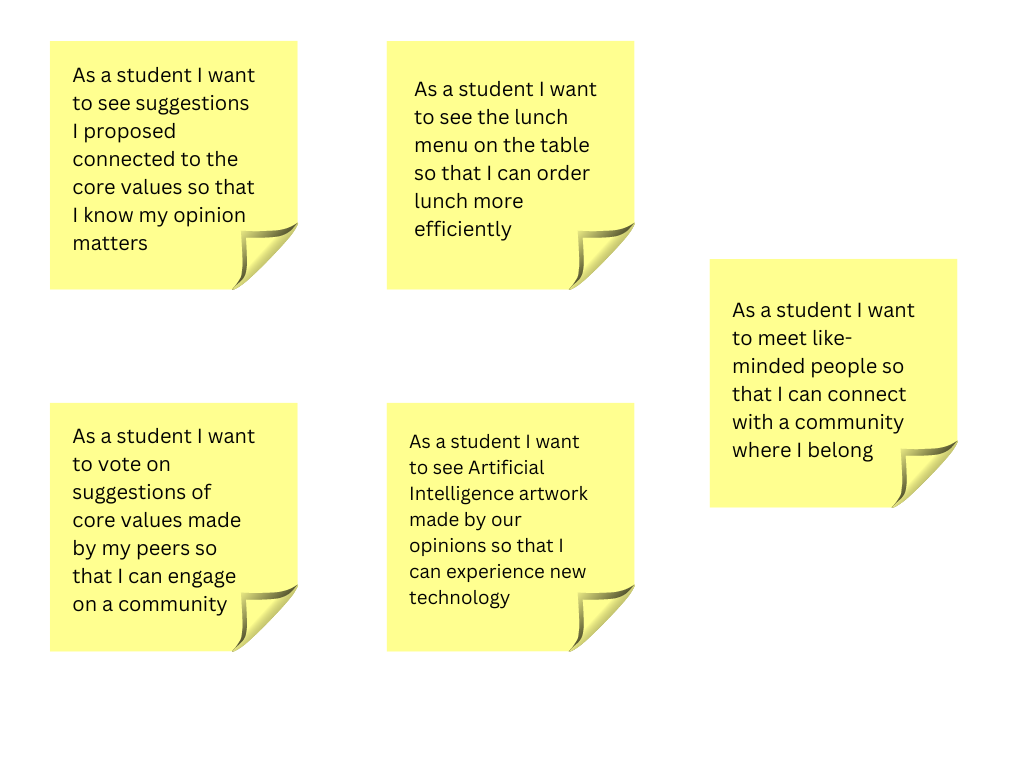 As a student I want
to see suggestions
I proposed
connected to the
core values so that
I know my opinion
matters
As a student I want
to see the lunch
menu on the table
so that I can order
lunch more
efficiently
As a student I want
to meet like-
minded people so
that I can connect
with a community
where I belong
As a student I want
to vote on
suggestions of
core values made
by my peers so
that I can engage
on a community
As a student I want
to see Artificial
Intelligence artwork
made by our
opinions so that I
can experience new
technology